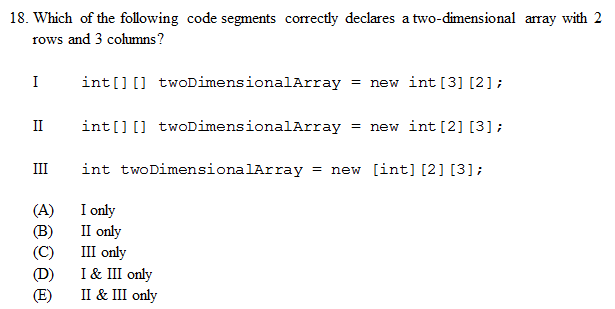 18. Which of the following code segments correctly declares a two-dimensional array with 2
rows and 3 columns?
I int[][] twoDimensionalArray = new int[3][2];
II int[][] twoDimensionalArray = new int[2][3];
III int twoDimensionalArray = new [int][2][3];
(A) I only
(B) II only
(C) III only
(D) I & III only
(E) II & III only